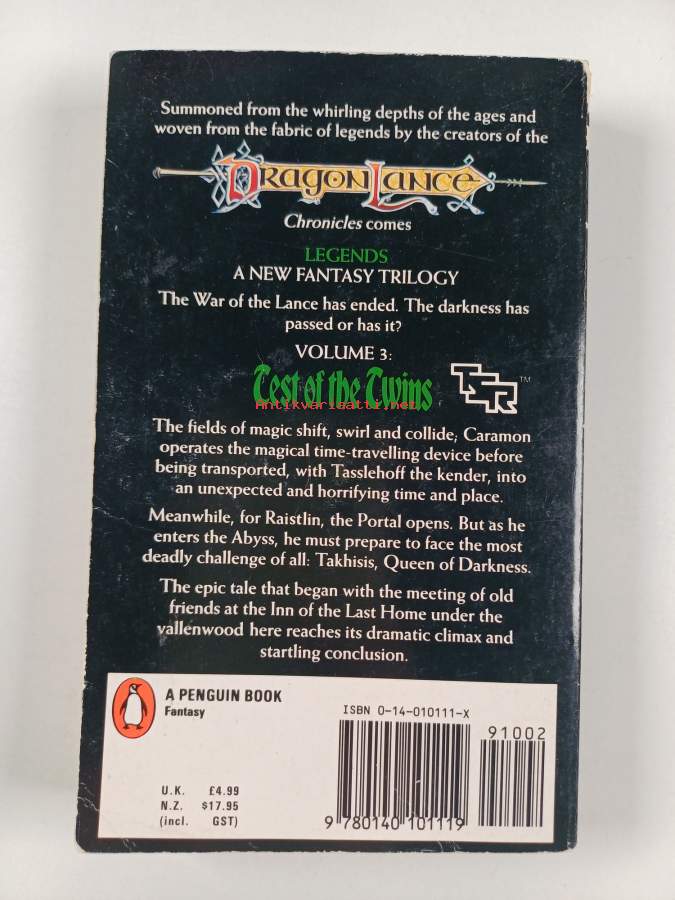 Summoned from the whirling depths of the ages and
woven from the fabric of legends by the creators of the
DRAGONLANCE
Chronicles comes
LEGENDS
A NEW FANTASY TRILOGY
The War of the Lance has ended. The darkness has
passed or has it?
VOLUME 3:
Test of the Twins
TSR™
Antikvariaatti.net
The fields of magic shift, swirl and collide; Caramon
operates the magical time-travelling device before
being transported, with Tasslehoff the kender, into
an unexpected and horrifying time and place.
Meanwhile, for Raistlin, the Portal opens. But as he
enters the Abyss, he must prepare to face the most
deadly challenge of all: Takhisis, Queen of Darkness.
The epic tale that began with the meeting of old
friends at the Inn of the Last Home under the
vallenwood here reaches its dramatic climax and
startling conclusion.
A PENGUIN BOOK
Fantasy
ISBN 0-14-010111-X
91002
U.K. £4.99
N.Z. $17.95
(incl. GST)
9 780140 101119